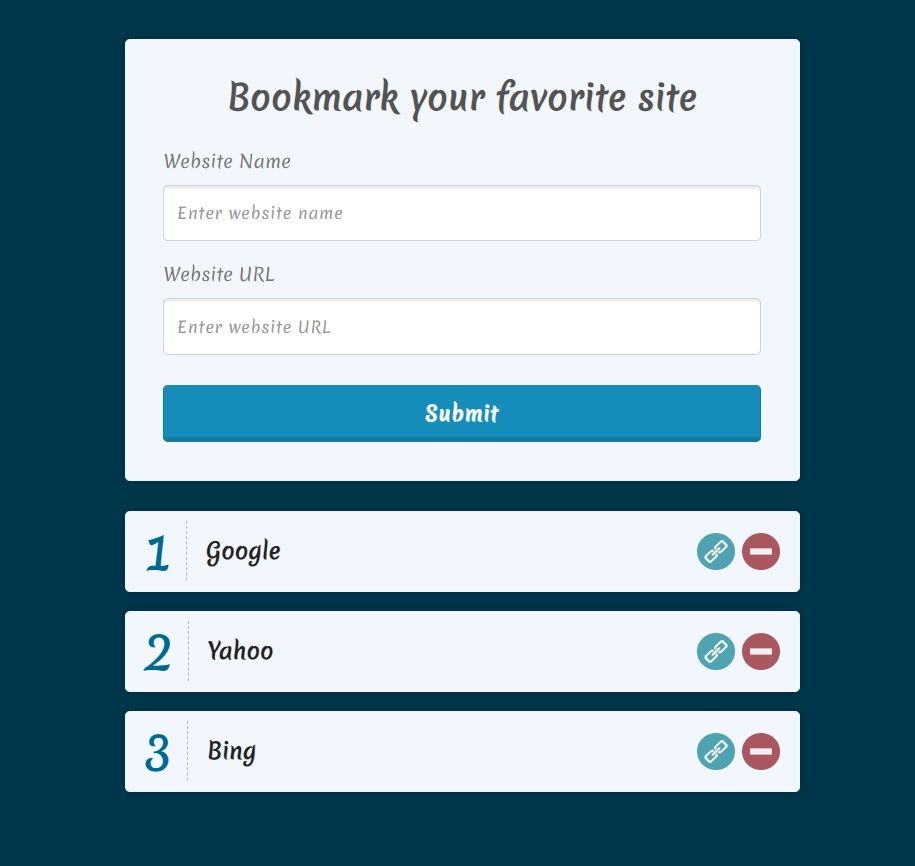 Bookmark your favorite site
Website Name
Enter website name
Website URL
Enter website URL
Submit
1 Google
2 Yahoo
3 Bing